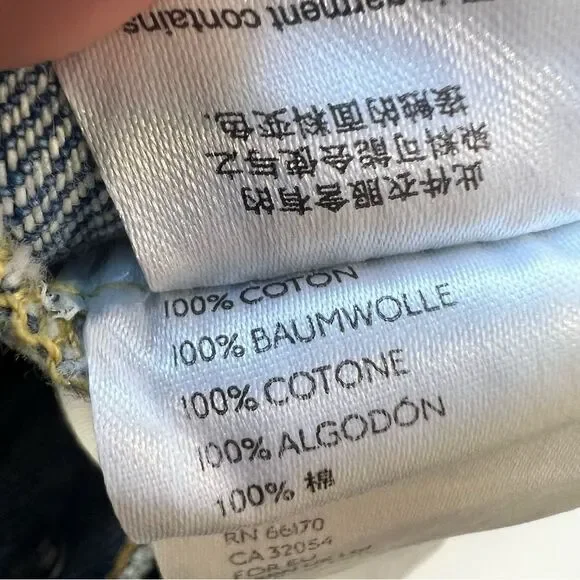 garment contains
此件衣服含有的
染料可能会使与之
接触的面料变色.
100% COTON
100% BAUMWOLLE
100% COTONE
100% ALGODÓN
100% 棉
RN 66170
CA 32054
FOR EU